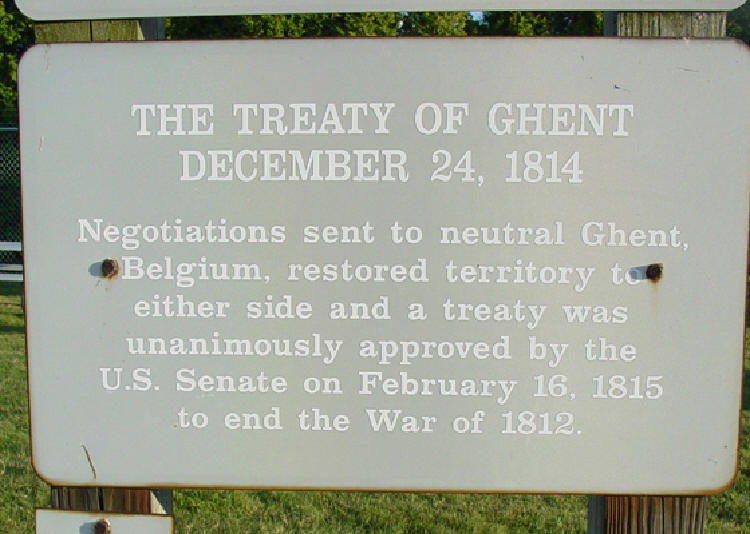 THE TREATY OF GHENT
DECEMBER 24, 1814
Negotiations sent to neutral Ghent,
Belgium, restored territory to
either side and a treaty was
unanimously approved by the
U.S. Senate on February 16, 1815
to end the War of 1812.